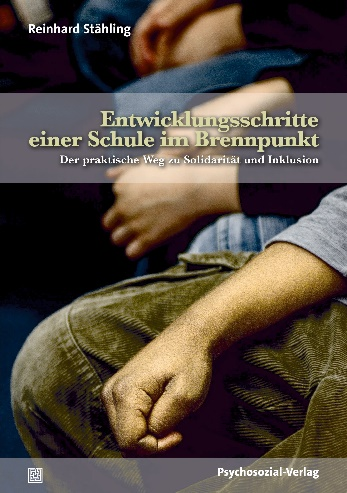 Reinhard Stähling
Entwicklungsschritte
einer Schule im Brennpunkt
Der praktische Weg zu Solidarität und Inklusion
Psychosozial-Verlag